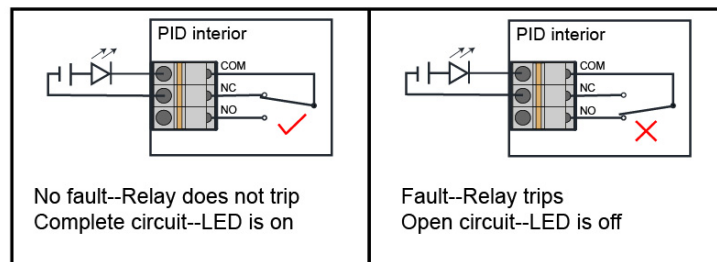 PID interior
COM
NC
NO
No fault--Relay does not trip
Complete circuit--LED is on
PID interior
COM
NC
NO
Fault--Relay trips
Open circuit--LED is off